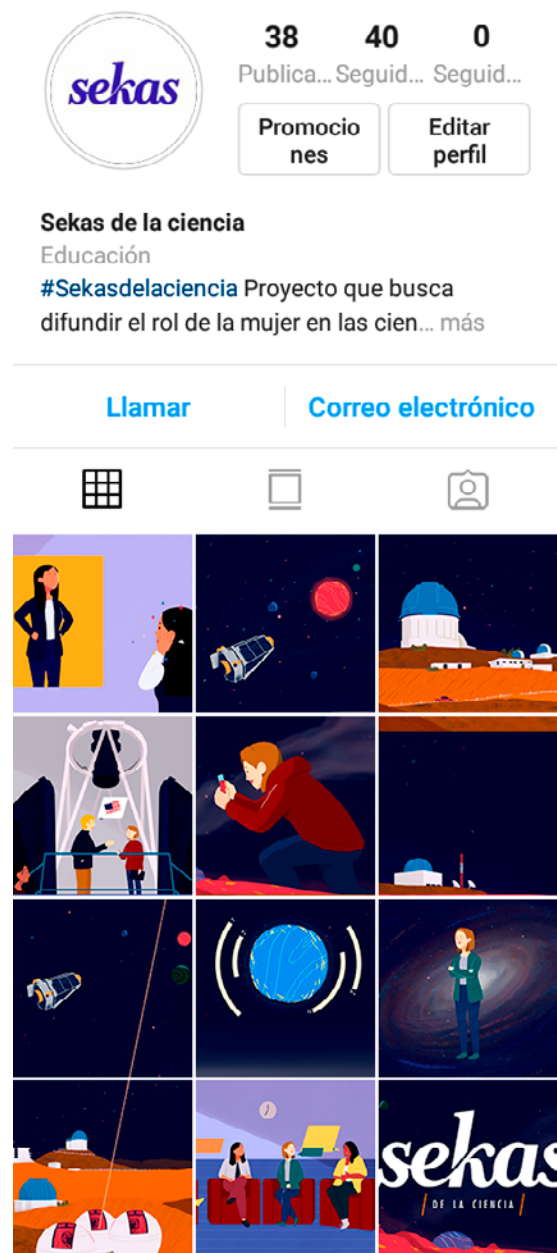 sekas
38 40 0
Publica... Seguid... Seguid...
Promocio
nes
Editar
perfil
Sekas de la ciencia
Educación
#Sekasdelaciencia Proyecto que busca
difundir el rol de la mujer en las cien... más
Llamar
Correo electrónico
sekas
/ DE LA CIENCIA /